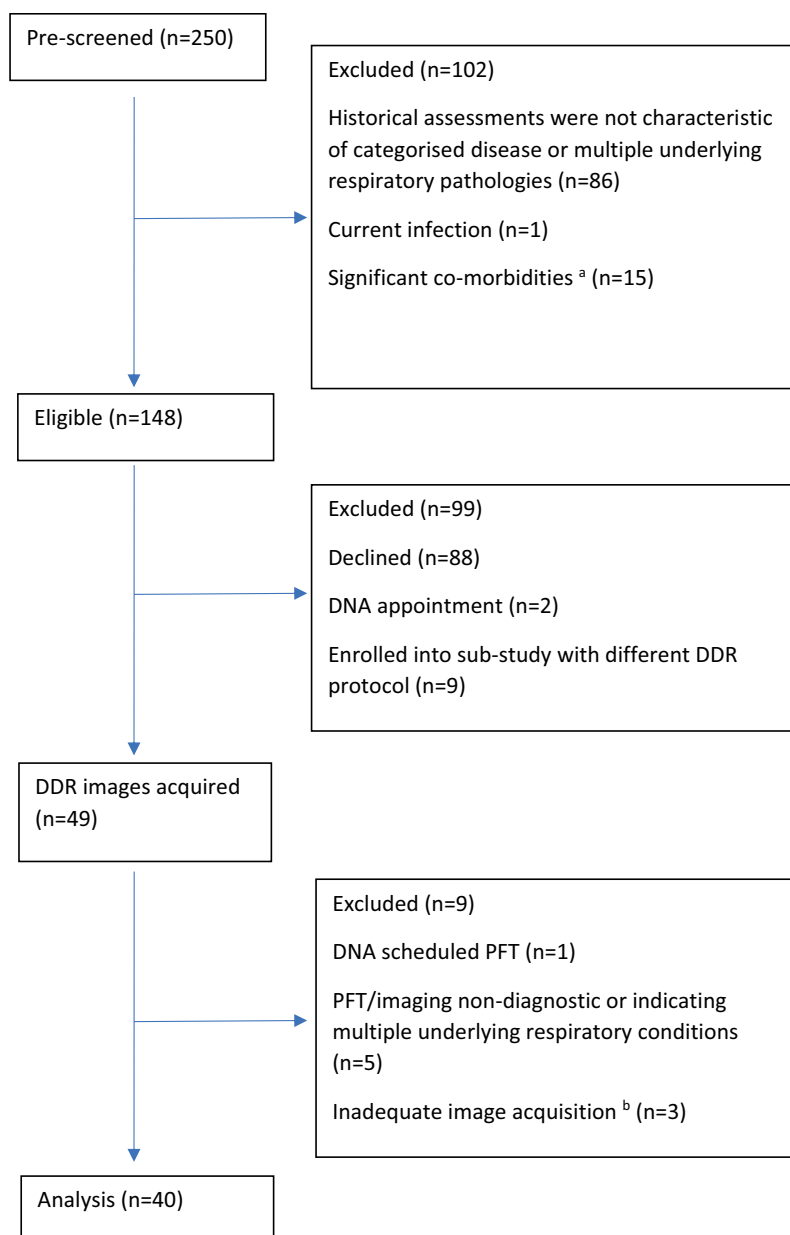 Pre-screened (n=250)
Excluded (n=102)
Historical assessments were not characteristic
of categorised disease or multiple underlying
respiratory pathologies (n=86)
Current infection (n=1)
Significant co-morbidities ᵃ (n=15)
Eligible (n=148)
Excluded (n=99)
Declined (n=88)
DNA appointment (n=2)
Enrolled into sub-study with different DDR
protocol (n=9)
DDR images acquired
(n=49)
Excluded (n=9)
DNA scheduled PFT (n=1)
PFT/imaging non-diagnostic or indicating
multiple underlying respiratory conditions
(n=5)
Inadequate image acquisition ᵇ (n=3)
Analysis (n=40)